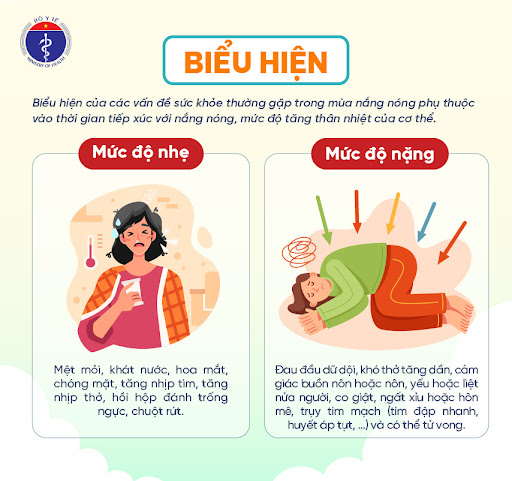 BỘ Y TẾ
MINISTRY OF HEALTH
BIỂU HIỆN
Biểu hiện của các vấn đề sức khỏe thường gặp trong mùa nắng nóng phụ thuộc
vào thời gian tiếp xúc với nắng nóng, mức độ tăng thân nhiệt của cơ thể.
Mức độ nhẹ
Mệt mỏi, khát nước, hoa mắt,
chóng mặt, tăng nhịp tim, tăng
nhịp thở, hồi hộp đánh trống
ngực, chuột rút.
Mức độ nặng
Đau đầu dữ dội, khó thở tăng dần, cảm
giác buồn nôn hoặc nôn, yếu hoặc liệt
nửa người, co giật, ngất xỉu hoặc hôn
mê, trụy tim mạch (tim đập nhanh,
huyết áp tụt, ...) và có thể tử vong.